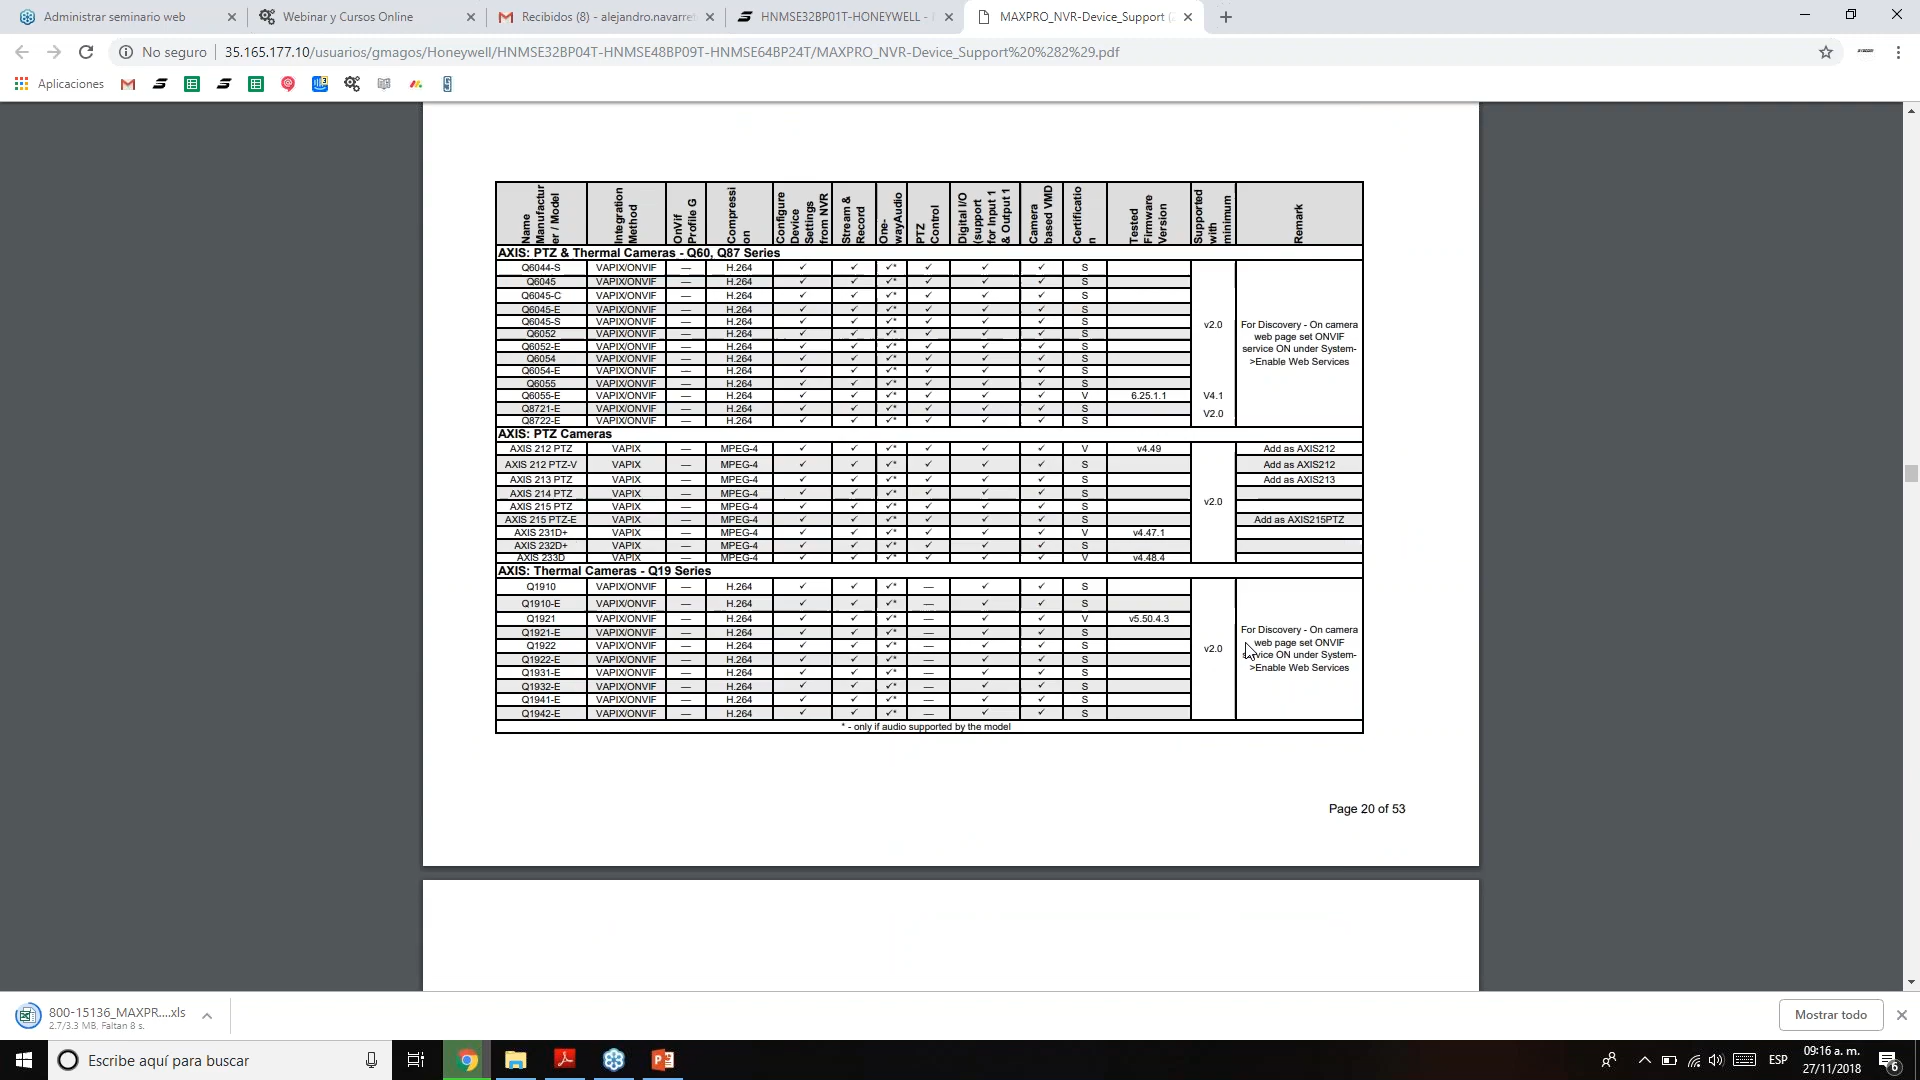 Administrar seminario web
Webinar y Cursos Online
Recibidos (8) - alejandro.navarre
HNMSE32BP01T-HONEYWELL -
MAXPRO_NVR-Device_Support (
No seguro
35.165.177.10/usuarios/gmagos/Honeywell/HNMSE32BP04T-HNMSE48BP09T-HNMSE64BP24T/MAXPRO_NVR-Device_Support%20%282%29.pdf
Aplicaciones
Name Manufactur er / Model
Integration Method
OnVif Profile G
Compressi on
Configure Device Settings from NVR
Stream & Record
One-wayAudio
PTZ Control
Digital I/O (support for Input 1 & Output 1
Camera based VMD
Certificatio n
Tested Firmware Version
Supported with minimum
Remark
AXIS: PTZ & Thermal Cameras - Q60, Q87 Series
Q6044-S VAPIX/ONVIF — H.264 ✓ ✓ ✓* ✓ ✓ ✓ S
Q6045 VAPIX/ONVIF — H.264 ✓ ✓ ✓* ✓ ✓ ✓ S
Q6045-C VAPIX/ONVIF — H.264 ✓ ✓ ✓* ✓ ✓ ✓ S
Q6045-E VAPIX/ONVIF — H.264 ✓ ✓ ✓* ✓ ✓ ✓ S
Q6045-S VAPIX/ONVIF — H.264 ✓ ✓ ✓* ✓ ✓ ✓ S
Q6052 VAPIX/ONVIF — H.264 ✓ ✓ ✓* ✓ ✓ ✓ S
Q6052-E VAPIX/ONVIF — H.264 ✓ ✓ ✓* ✓ ✓ ✓ S
Q6054 VAPIX/ONVIF — H.264 ✓ ✓ ✓* ✓ ✓ ✓ S
Q6054-E VAPIX/ONVIF — H.264 ✓ ✓ ✓* ✓ ✓ ✓ S
Q6055 VAPIX/ONVIF — H.264 ✓ ✓ ✓* ✓ ✓ ✓ S
Q6055-E VAPIX/ONVIF — H.264 ✓ ✓ ✓* ✓ ✓ ✓ V 6.25.1.1
Q8721-E VAPIX/ONVIF — H.264 ✓ ✓ ✓* ✓ ✓ ✓ S
Q8722-E VAPIX/ONVIF — H.264 ✓ ✓ ✓* ✓ ✓ ✓ S
v2.0
V4.1
V2.0
For Discovery - On camera
web page set ONVIF
service ON under System-
>Enable Web Services
AXIS: PTZ Cameras
AXIS 212 PTZ VAPIX — MPEG-4 ✓ ✓ ✓* ✓ ✓ ✓ V v4.49 Add as AXIS212
AXIS 212 PTZ-V VAPIX — MPEG-4 ✓ ✓ ✓* ✓ ✓ ✓ S Add as AXIS212
AXIS 213 PTZ VAPIX — MPEG-4 ✓ ✓ ✓* ✓ ✓ ✓ S Add as AXIS213
AXIS 214 PTZ VAPIX — MPEG-4 ✓ ✓ ✓* ✓ ✓ ✓ S
AXIS 215 PTZ VAPIX — MPEG-4 ✓ ✓ ✓* ✓ ✓ ✓ S
AXIS 215 PTZ-E VAPIX — MPEG-4 ✓ ✓ ✓* ✓ ✓ ✓ S Add as AXIS215PTZ
AXIS 231D+ VAPIX — MPEG-4 ✓ ✓ ✓* ✓ ✓ ✓ V v4.47.1
AXIS 232D+ VAPIX — MPEG-4 ✓ ✓ ✓* ✓ ✓ ✓ S
AXIS 233D VAPIX — MPEG-4 ✓ ✓ ✓* ✓ ✓ ✓ V v4.48.4
v2.0
AXIS: Thermal Cameras - Q19 Series
Q1910 VAPIX/ONVIF — H.264 ✓ ✓ ✓* — ✓ ✓ S
Q1910-E VAPIX/ONVIF — H.264 ✓ ✓ ✓* — ✓ ✓ S
Q1921 VAPIX/ONVIF — H.264 ✓ ✓ ✓* — ✓ ✓ V v5.50.4.3
Q1921-E VAPIX/ONVIF — H.264 ✓ ✓ ✓* — ✓ ✓ S
Q1922 VAPIX/ONVIF — H.264 ✓ ✓ ✓* — ✓ ✓ S
Q1922-E VAPIX/ONVIF — H.264 ✓ ✓ ✓* — ✓ ✓ S
Q1931-E VAPIX/ONVIF — H.264 ✓ ✓ ✓* — ✓ ✓ S
Q1932-E VAPIX/ONVIF — H.264 ✓ ✓ ✓* — ✓ ✓ S
Q1941-E VAPIX/ONVIF — H.264 ✓ ✓ ✓* — ✓ ✓ S
Q1942-E VAPIX/ONVIF — H.264 ✓ ✓ ✓* — ✓ ✓ S
v2.0
For Discovery - On camera
web page set ONVIF
service ON under System-
>Enable Web Services
* - only if audio supported by the model
Page 20 of 53
800-15136_MAXPR....xls
2.7/3.3 MB, Faltan 8 s.
Mostrar todo
Escribe aquí para buscar
ESP
09:16 a. m.
27/11/2018
6